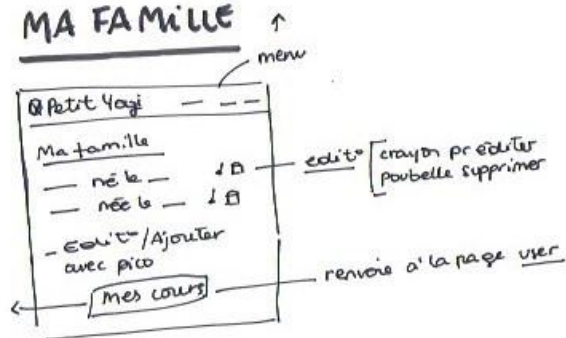 MA FAMILLE
menu
Petit Yogi
Ma famille
née le
née le
edit° [crayon pr éditer
poubelle supprimer
- Edit°/Ajouter
avec pico
mes cours
renvoie à la page user